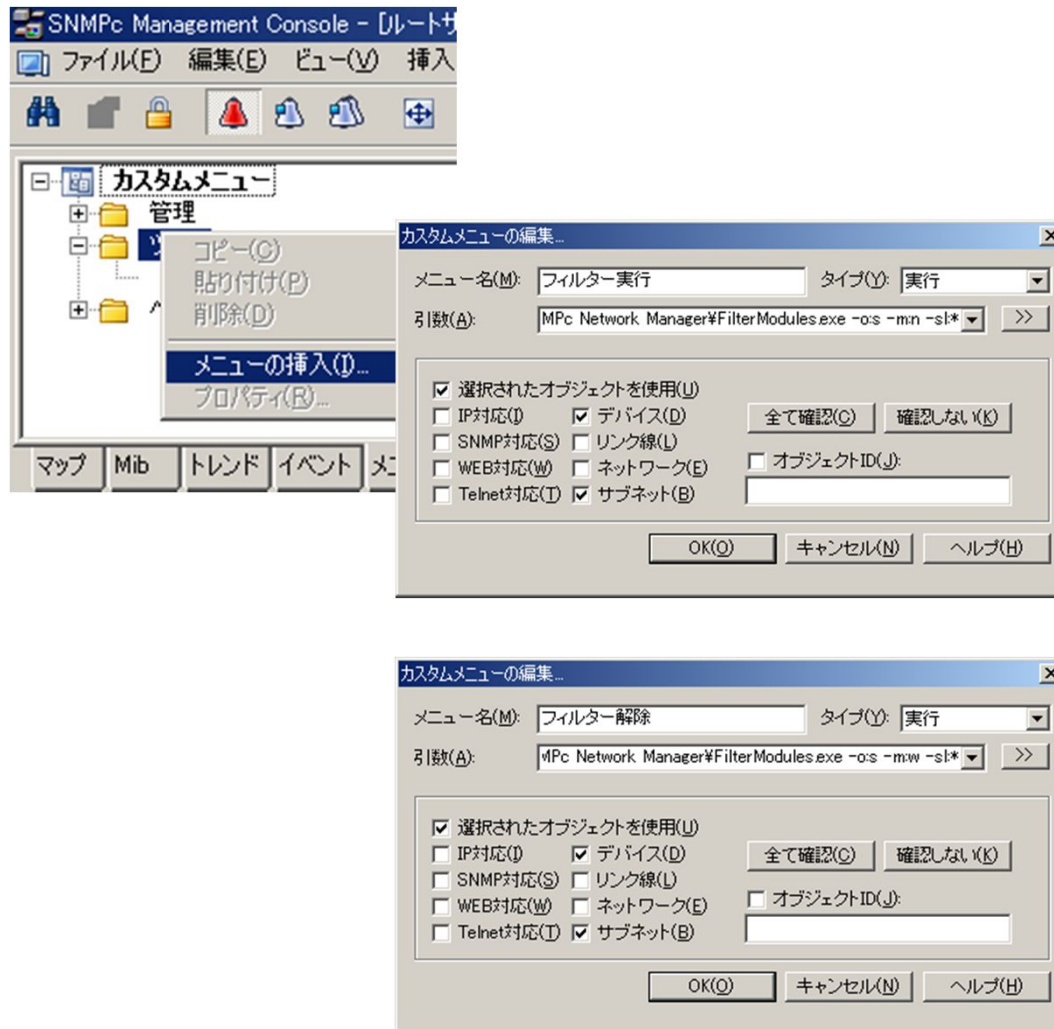 SNMPc Management Console - [ルートサ
ファイル(F) 編集(E) ビュー(V) 挿入
カスタムメニュー
管理
コピー(C)
貼り付け(P)
削除(D)
メニューの挿入(I)...
プロパティ(R)...
マップ Mib トレンド イベント メニ
カスタムメニューの編集...
メニュー名(M): フィルター実行 タイプ(Y): 実行
引数(A): MPc Network Manager¥FilterModules.exe -o:s -m:n -sl:* >>
選択されたオブジェクトを使用(U)
IP対応(I) デバイス(D) 全て確認(C) 確認しない(K)
SNMP対応(S) リンク線(L)
WEB対応(W) ネットワーク(E) オブジェクトID(J):
Telnet対応(T) サブネット(B)
OK(O) キャンセル(N) ヘルプ(H)
カスタムメニューの編集...
メニュー名(M): フィルター解除 タイプ(Y): 実行
引数(A): MPc Network Manager¥FilterModules.exe -o:s -m:w -sl:* >>
選択されたオブジェクトを使用(U)
IP対応(I) デバイス(D) 全て確認(C) 確認しない(K)
SNMP対応(S) リンク線(L)
WEB対応(W) ネットワーク(E) オブジェクトID(J):
Telnet対応(T) サブネット(B)
OK(O) キャンセル(N) ヘルプ(H)